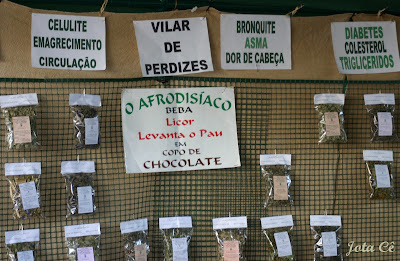 CELULITE
EMAGRECIMENTO
CIRCULAÇÃO
VILAR
DE
PERDIZES
BRONQUITE
ASMA
DOR DE CABEÇA
DIABETES
COLESTEROL
TRIGLICERIDOS
O AFRODISÍACO
BEBA
Licor
Levanta o Pau
EM
COPO DE
CHOCOLATE
Jota Cê